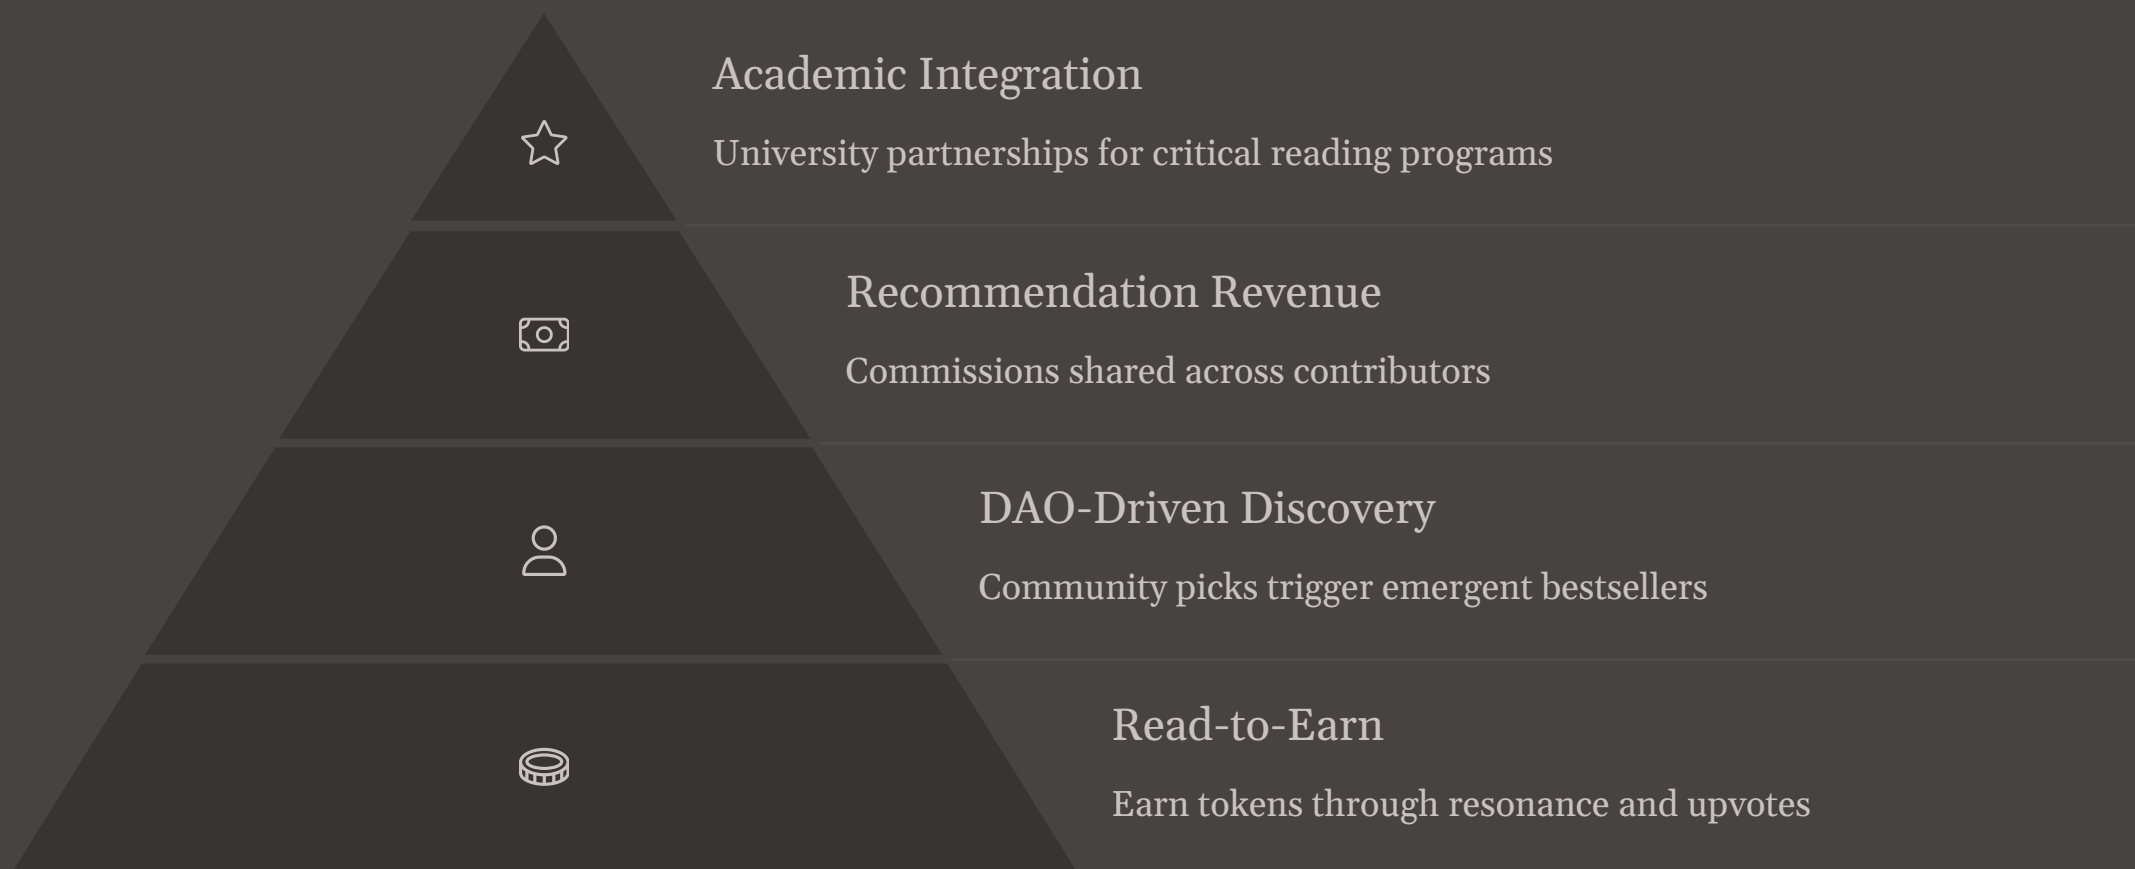 Academic Integration
University partnerships for critical reading programs
Recommendation Revenue
Commissions shared across contributors
DAO-Driven Discovery
Community picks trigger emergent bestsellers
Read-to-Earn
Earn tokens through resonance and upvotes